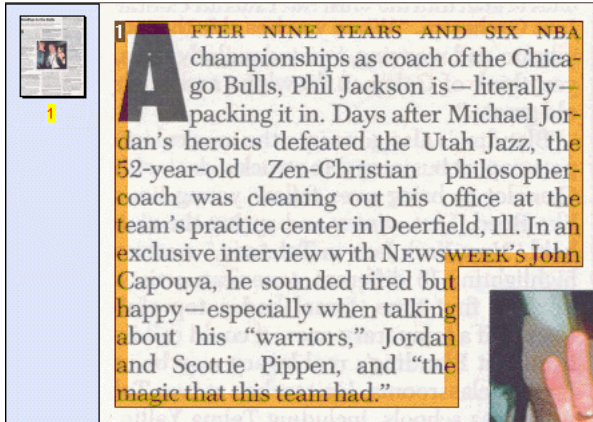 1
1
AFTER NINE YEARS AND SIX NBA
championships as coach of the Chica-
go Bulls, Phil Jackson is—literally—
packing it in. Days after Michael Jor-
dan's heroics defeated the Utah Jazz, the
52-year-old Zen-Christian philosopher-
coach was cleaning out his office at the
team's practice center in Deerfield, Ill. In an
exclusive interview with NEWSWEEK'S John
Capouya, he sounded tired but
happy—especially when talking
about his "warriors," Jordan
and Scottie Pippen, and "the
magic that this team had."